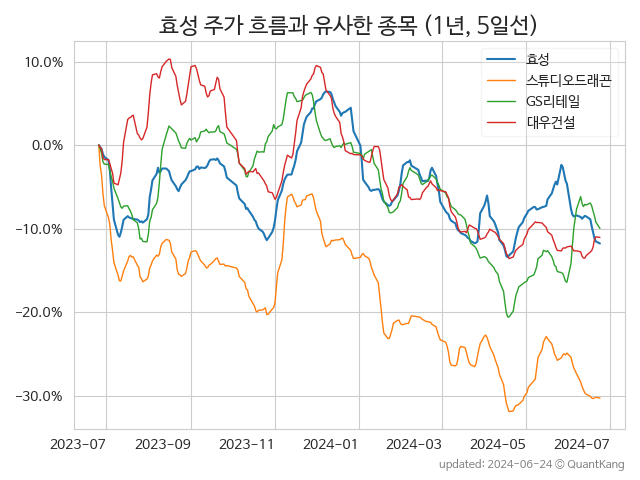 효성 주가 흐름과 유사한 종목 (1년, 5일선)
효성
스튜디오드래곤
GS리테일
대우건설
10.0%
0.0%
−10.0%
−20.0%
−30.0%
2023-07 2023-09 2023-11 2024-01 2024-03 2024-05 2024-07
updated: 2024-06-24 © QuantKang